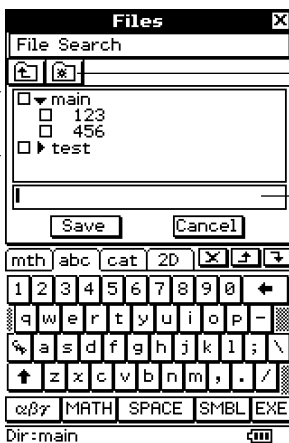 Files
File Search
main
123
456
test
Save Cancel
mth abc cat 2D
1 2 3 4 5 6 7 8 9 0
q w e r t y u i o p -
a s d f g h j k l ; \
z x c v b n m , . /
αβγ MATH SPACE SMBL EXE
Dir:main